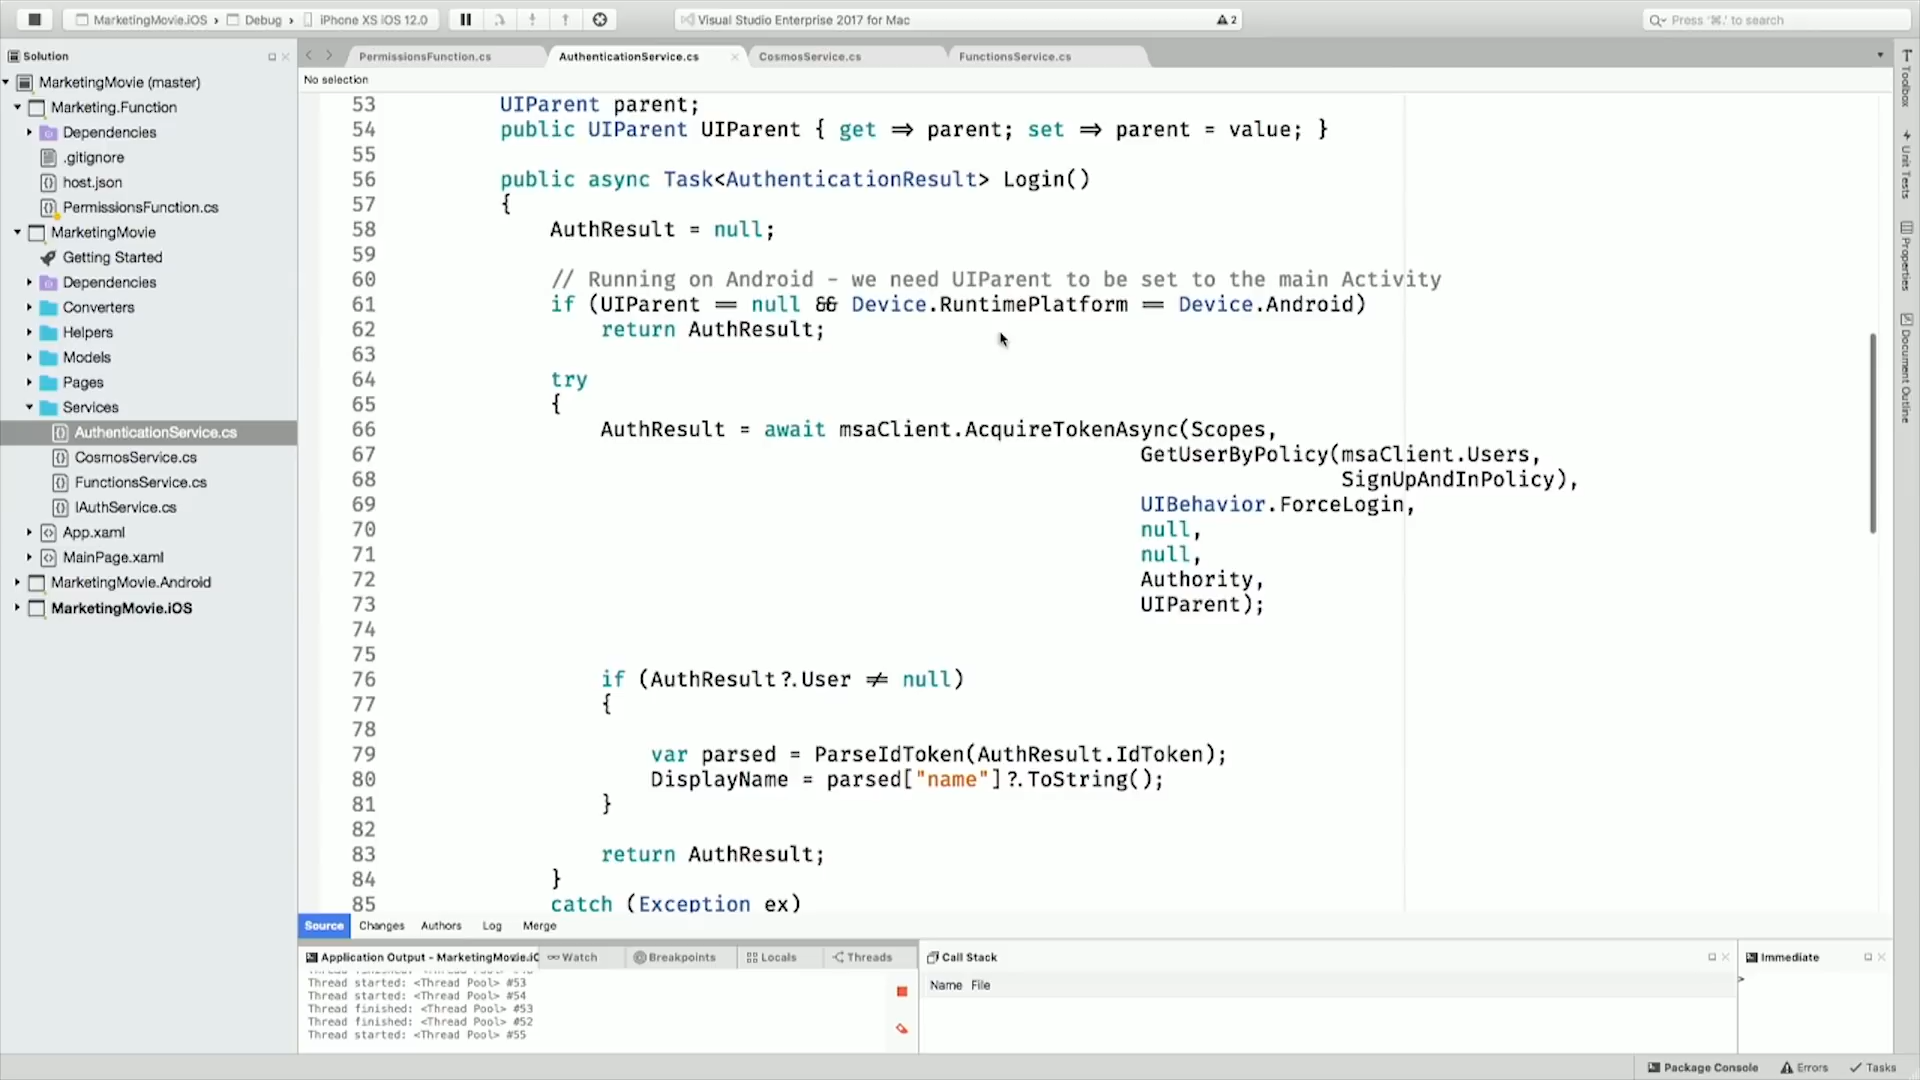 MarketingMovie.iOS › Debug › iPhone XS iOS 12.0
Visual Studio Enterprise 2017 for Mac
2
Press '⌘.' to search
Solution
PermissionsFunction.cs
AuthenticationService.cs
CosmosService.cs
FunctionsService.cs
No selection
MarketingMovie (master)
Marketing.Function
Dependencies
.gitignore
host.json
PermissionsFunction.cs
MarketingMovie
Getting Started
Dependencies
Converters
Helpers
Models
Pages
Services
AuthenticationService.cs
CosmosService.cs
FunctionsService.cs
IAuthService.cs
App.xaml
MainPage.xaml
MarketingMovie.Android
MarketingMovie.iOS
53 UIParent parent;
54 public UIParent UIParent { get => parent; set => parent = value; }
55
56 public async Task<AuthenticationResult> Login()
57 {
58 AuthResult = null;
59
60 // Running on Android - we need UIParent to be set to the main Activity
61 if (UIParent == null && Device.RuntimePlatform == Device.Android)
62 return AuthResult;
63
64 try
65 {
66 AuthResult = await msaClient.AcquireTokenAsync(Scopes,
67 GetUserByPolicy(msaClient.Users,
68 SignUpAndInPolicy),
69 UIBehavior.ForceLogin,
70 null,
71 null,
72 Authority,
73 UIParent);
74
75
76 if (AuthResult?.User != null)
77 {
78
79 var parsed = ParseIdToken(AuthResult.IdToken);
80 DisplayName = parsed["name"]?.ToString();
81 }
82
83 return AuthResult;
84 }
85 catch (Exception ex)
Source Changes Authors Log Merge
Application Output - MarketingMovie.iO
Watch
Breakpoints
Locals
Threads
Call Stack
Immediate
Name File
>
Thread started: <Thread Pool> #53
Thread started: <Thread Pool> #54
Thread finished: <Thread Pool> #53
Thread finished: <Thread Pool> #52
Thread started: <Thread Pool> #55
Toolbox
Unit Tests
Properties
Document Outline
Package Console
Errors
Tasks